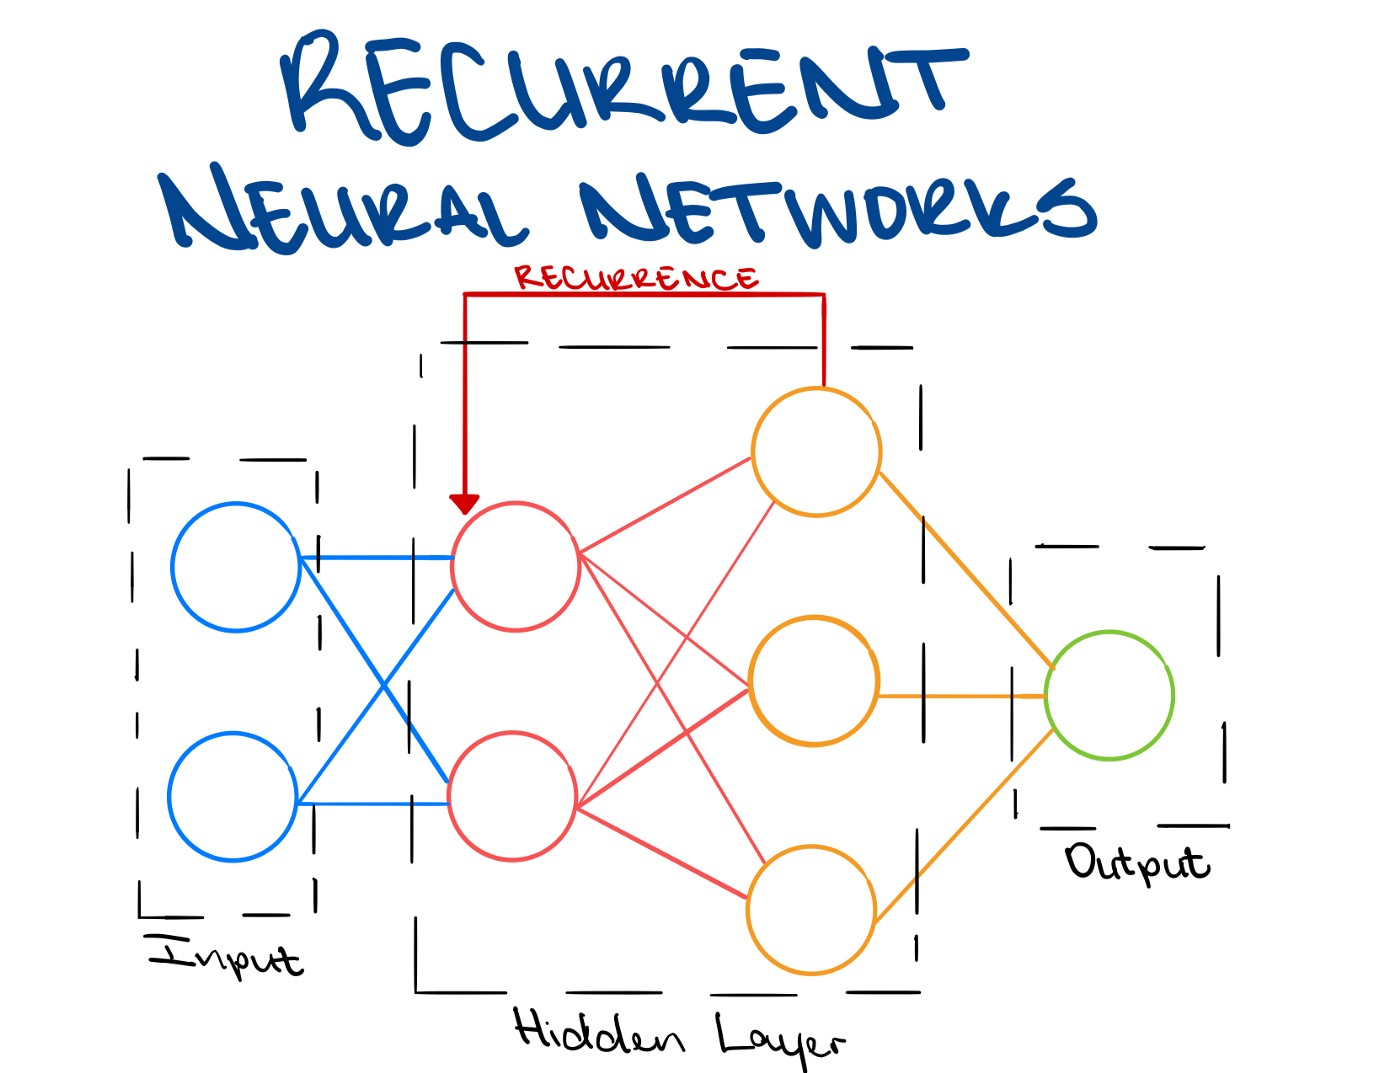 RECURRENT
NEURAL NETWORKS
RECURRENCE
Input
Hidden Layer
Output